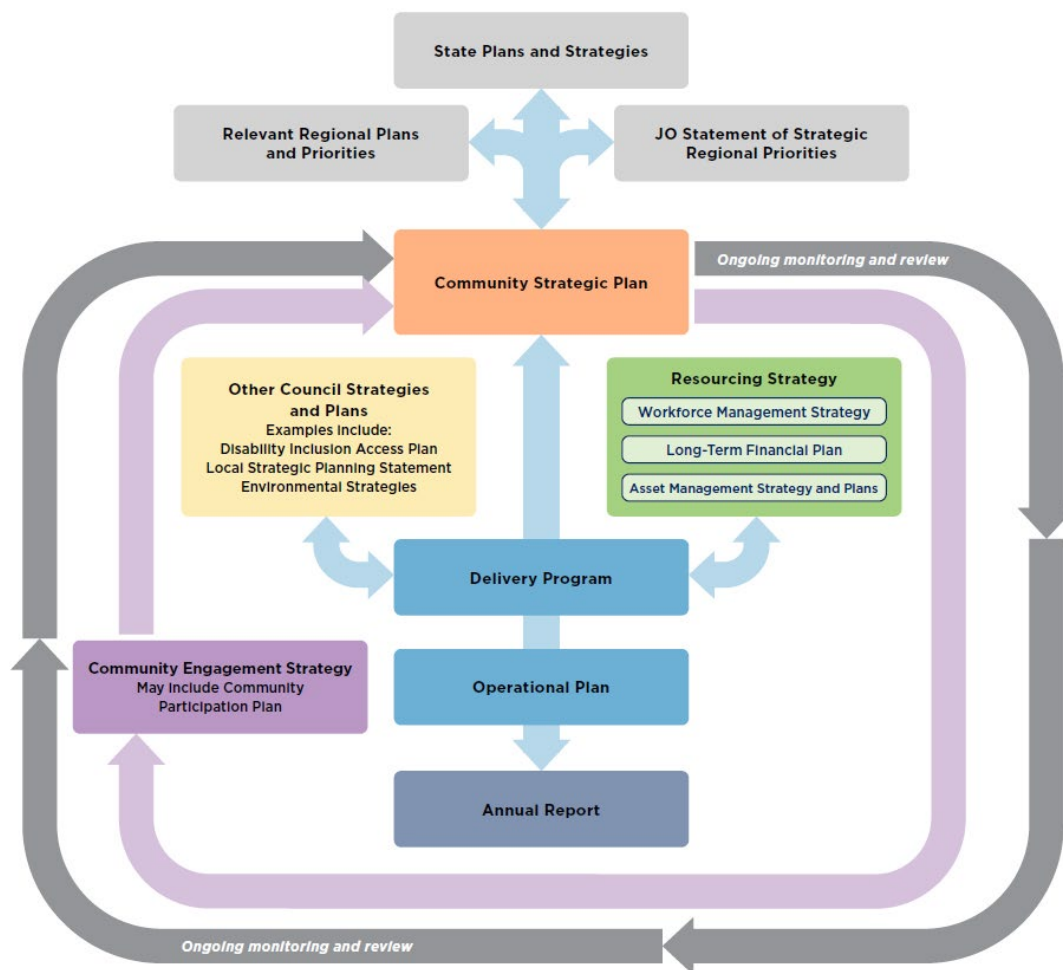 State Plans and Strategies
Relevant Regional Plans
and Priorities
JO Statement of Strategic
Regional Priorities
Community Strategic Plan
Ongoing monitoring and review
Other Council Strategies
and Plans
Examples include:
Disability Inclusion Access Plan
Local Strategic Planning Statement
Environmental Strategies
Resourcing Strategy
Workforce Management Strategy
Long-Term Financial Plan
Asset Management Strategy and Plans
Delivery Program
Community Engagement Strategy
May include Community
Participation Plan
Operational Plan
Annual Report
Ongoing monitoring and review